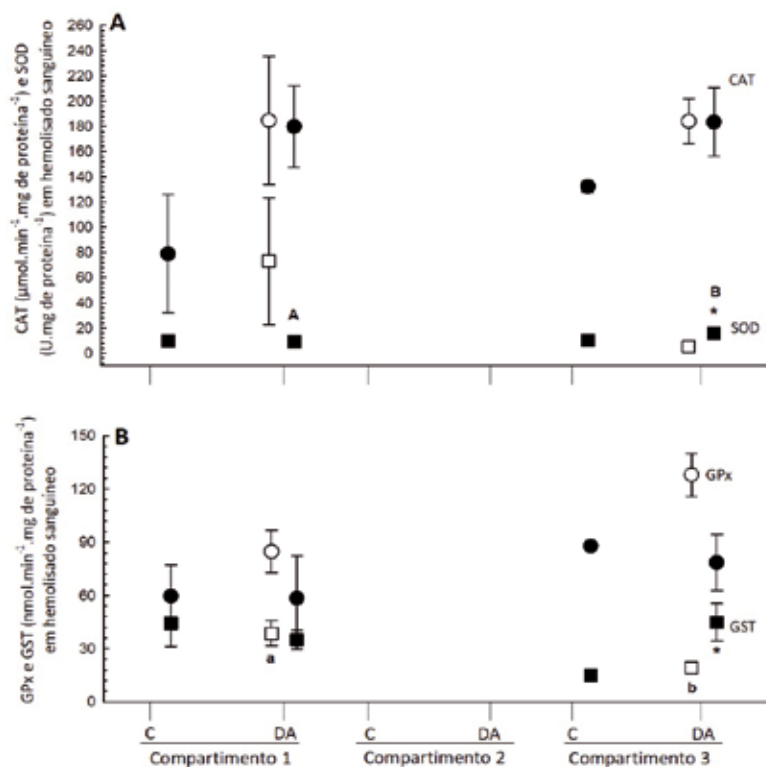 A
CAT (µmol.min⁻¹.mg de proteína⁻¹) e SOD
(U.mg de proteína⁻¹) em hemolisado sanguíneo
260
240
220
200
180
160
140
120
100
80
60
40
20
0
CAT
A
B
*
SOD
B
GPx e GST (nmol.min⁻¹.mg de proteína⁻¹)
em hemolisado sanguíneo
150
120
90
60
30
0
GPx
GST
a
*
b
C DA C DA C DA
Compartimento 1 Compartimento 2 Compartimento 3